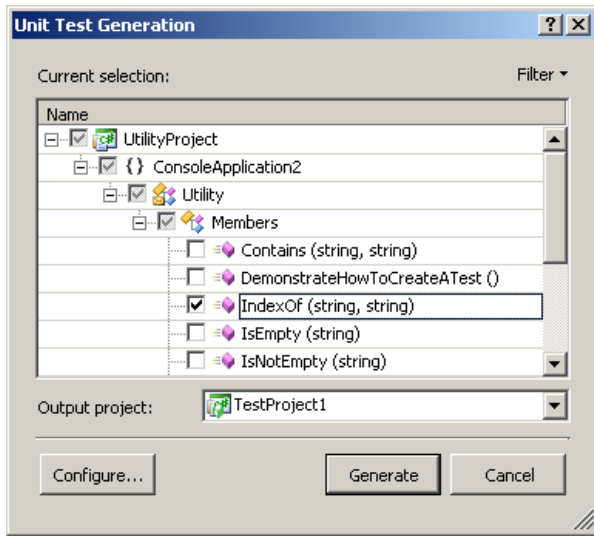 Unit Test Generation
Current selection:
Filter
Name
UtilityProject
{} ConsoleApplication2
Utility
Members
Contains (string, string)
DemonstrateHowToCreateATest ()
IndexOf (string, string)
IsEmpty (string)
IsNotEmpty (string)
Output project:
TestProject1
Configure...
Generate
Cancel